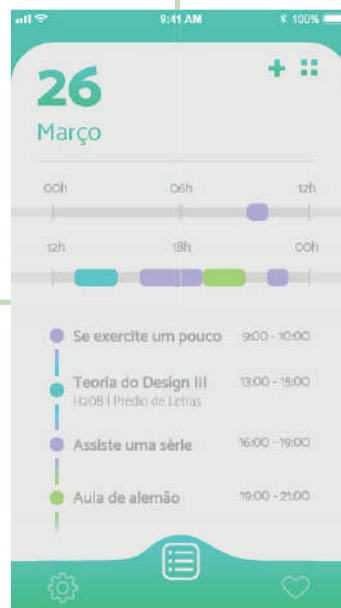 9:41 AM 100%
26
Março
00h 06h 12h
12h 18h 00h
Se exercite um pouco 9:00 - 10:00
Teoria do Design III 13:00 - 15:00
H208 | Prédio de Letras
Assiste uma série 16:00 - 19:00
Aula de alemão 19:00 - 21:00